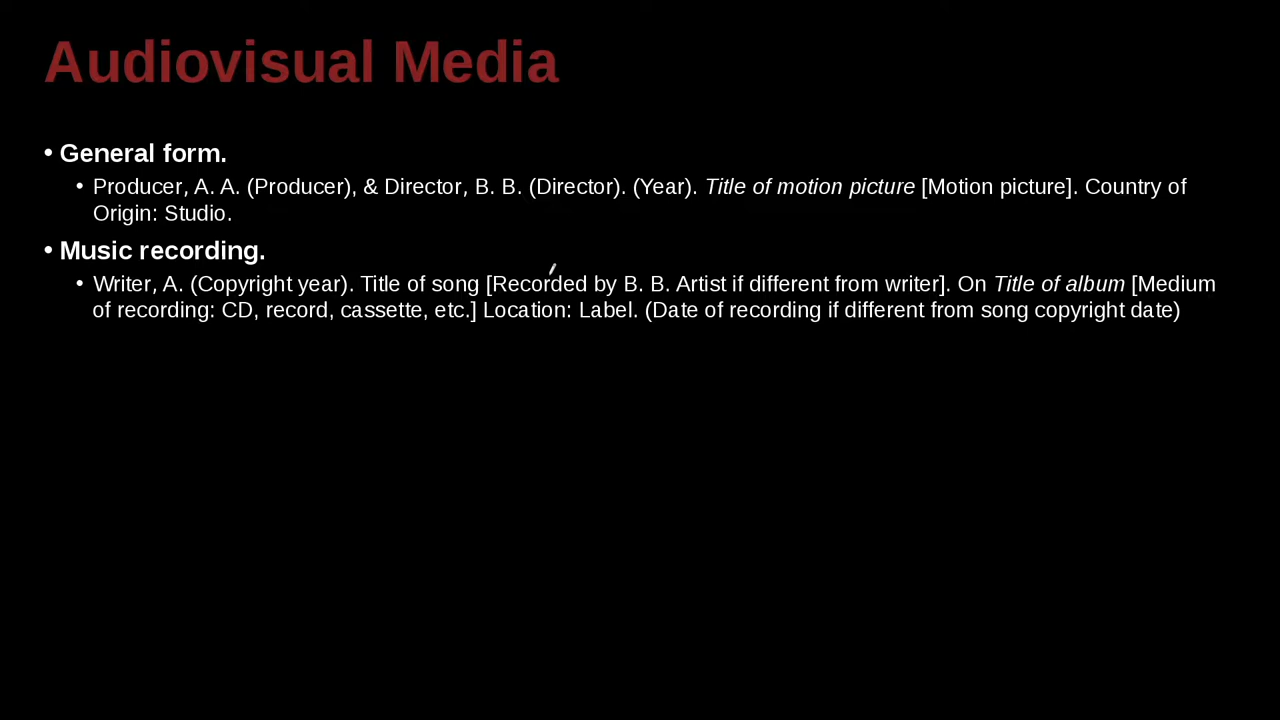 Audiovisual Media
• General form.
• Producer, A. A. (Producer), & Director, B. B. (Director). (Year). Title of motion picture [Motion picture]. Country of
Origin: Studio.
• Music recording.
• Writer, A. (Copyright year). Title of song [Recorded by B. B. Artist if different from writer]. On Title of album [Medium
of recording: CD, record, cassette, etc.] Location: Label. (Date of recording if different from song copyright date)